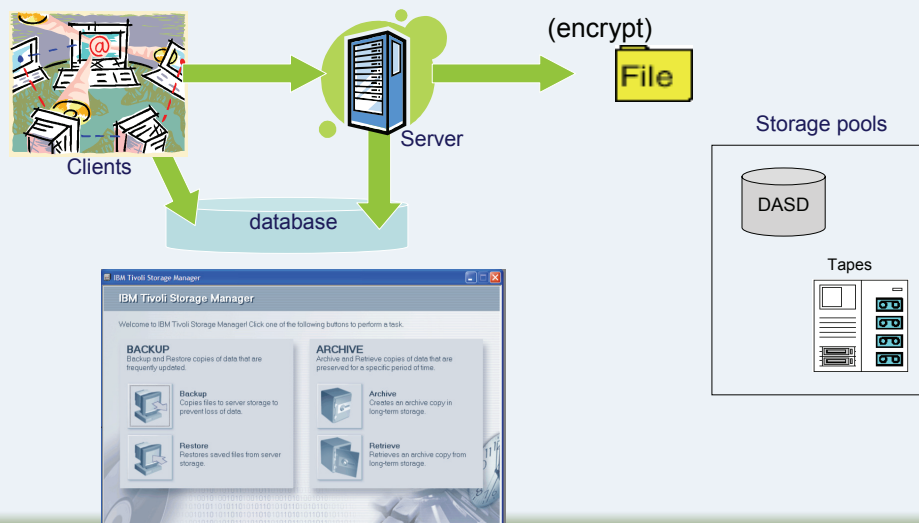 (encrypt)
File
@
Server
Clients
Storage pools
DASD
Tapes
database
IBM Tivoli Storage Manager
IBM Tivoli Storage Manager
Welcome to IBM Tivoli Storage Manager! Click one of the following buttons to perform a task.
BACKUP
Backup and Restore copies of data that are
frequently updated.
Backup
Copies files to server storage to
prevent loss of data.
Restore
Restores saved files from server
storage.
ARCHIVE
Archive and Retrieve copies of data that are
preserved for a specific period of time.
Archive
Creates an archive copy in
long-term storage.
Retrieve
Retrieves an archive copy from
long-term storage.